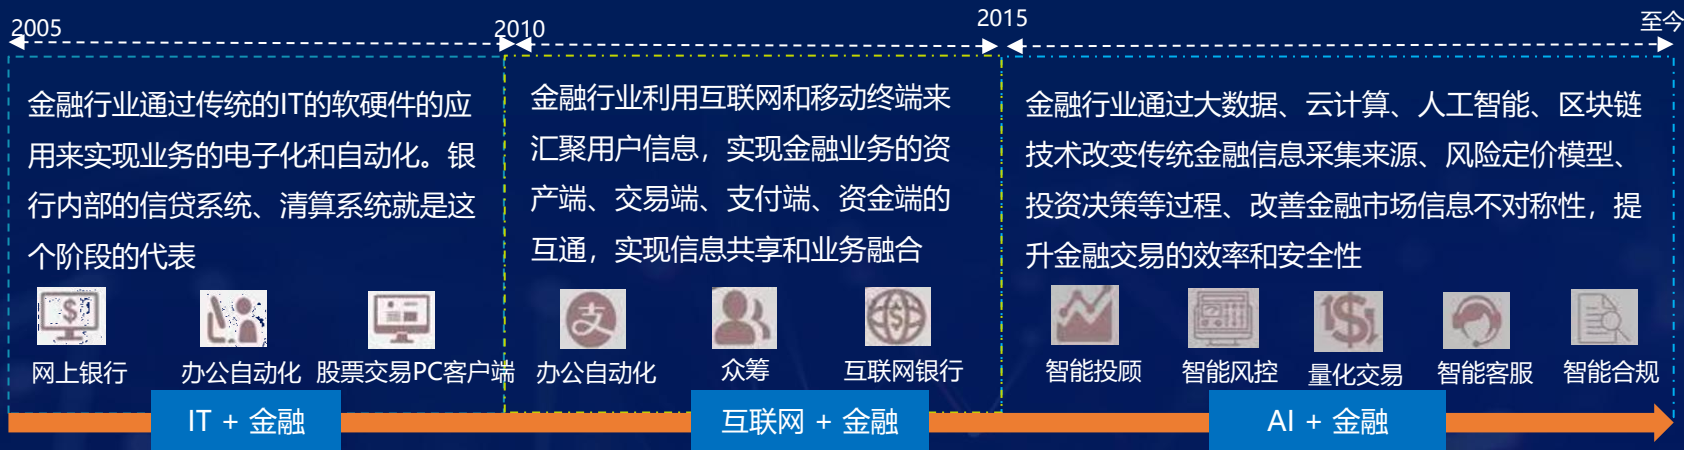 2005
2010
2015
至今
金融行业通过传统的IT的软硬件的应
用来实现业务的电子化和自动化。银
行内部的信贷系统、清算系统就是这
个阶段的代表
金融行业利用互联网和移动终端来
汇聚用户信息，实现金融业务的资
产端、交易端、支付端、资金端的
互通，实现信息共享和业务融合
金融行业通过大数据、云计算、人工智能、区块链
技术改变传统金融信息采集来源、风险定价模型、
投资决策等过程、改善金融市场信息不对称性，提
升金融交易的效率和安全性
支
网上银行
办公自动化
股票交易PC客户端
办公自动化
众筹
互联网银行
智能投顾
智能风控
量化交易
智能客服
智能合规
IT + 金融
互联网 + 金融
AI + 金融